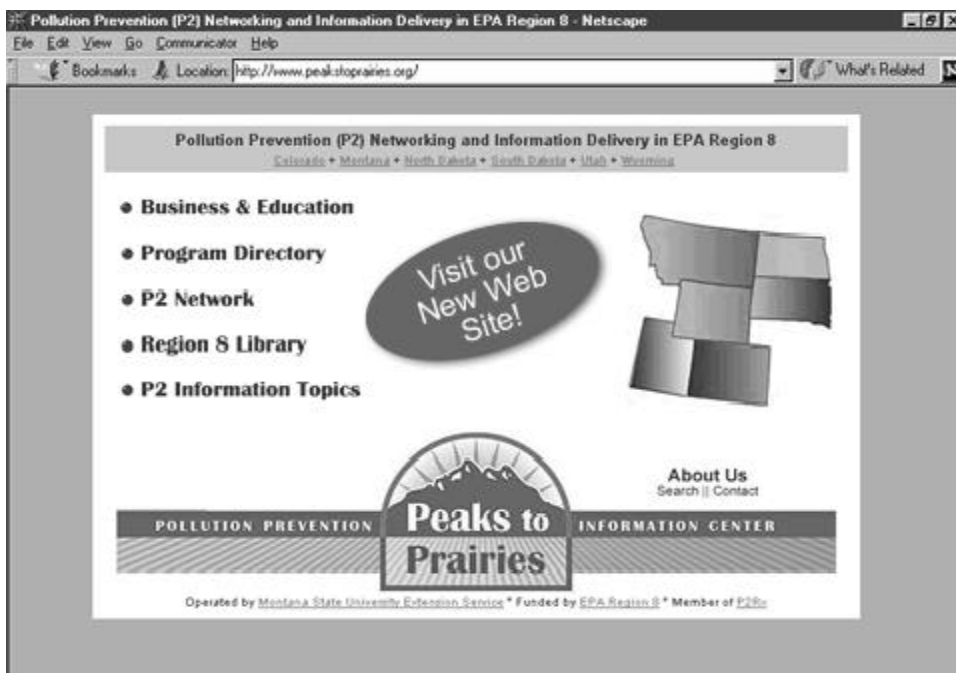 Pollution Prevention (P2) Networking and Information Delivery in EPA Region 8 - Netscape
File Edit View Go Communicator Help
Bookmarks Location: http://www.peakstoprairies.org/ What's Related N
Pollution Prevention (P2) Networking and Information Delivery in EPA Region 8
Colorado + Montana + North Dakota + South Dakota + Utah + Wyoming
Business & Education
Program Directory
P2 Network
Region 8 Library
P2 Information Topics
Visit our
New Web
Site!
About Us
Search || Contact
POLLUTION PREVENTION Peaks to INFORMATION CENTER
Prairies
Operated by Montana State University Extension Service * Funded by EPA Region 8 * Member of P2Rx